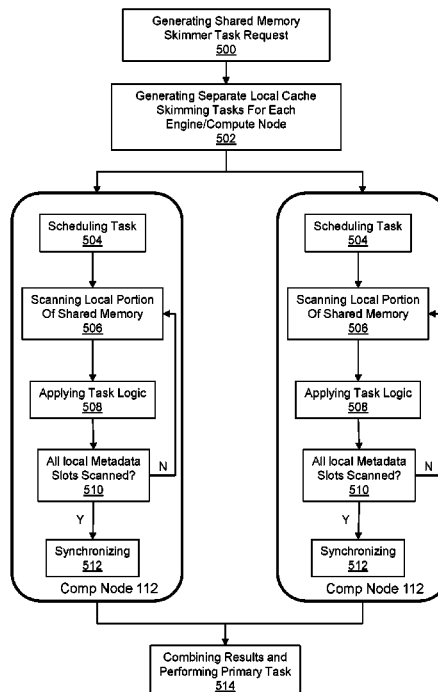 Generating Shared Memory
Skimmer Task Request
500
Generating Separate Local Cache
Skimming Tasks For Each
Engine/Compute Node
502
Scheduling Task
504
Scanning Local Portion
Of Shared Memory
506
Applying Task Logic
508
All local Metadata
Slots Scanned?
510
N
Y
Synchronizing
512
Comp Node 112
Scheduling Task
504
Scanning Local Portion
Of Shared Memory
506
Applying Task Logic
508
All local Metadata
Slots Scanned?
510
N
Y
Synchronizing
512
Comp Node 112
Combining Results and
Performing Primary Task
514